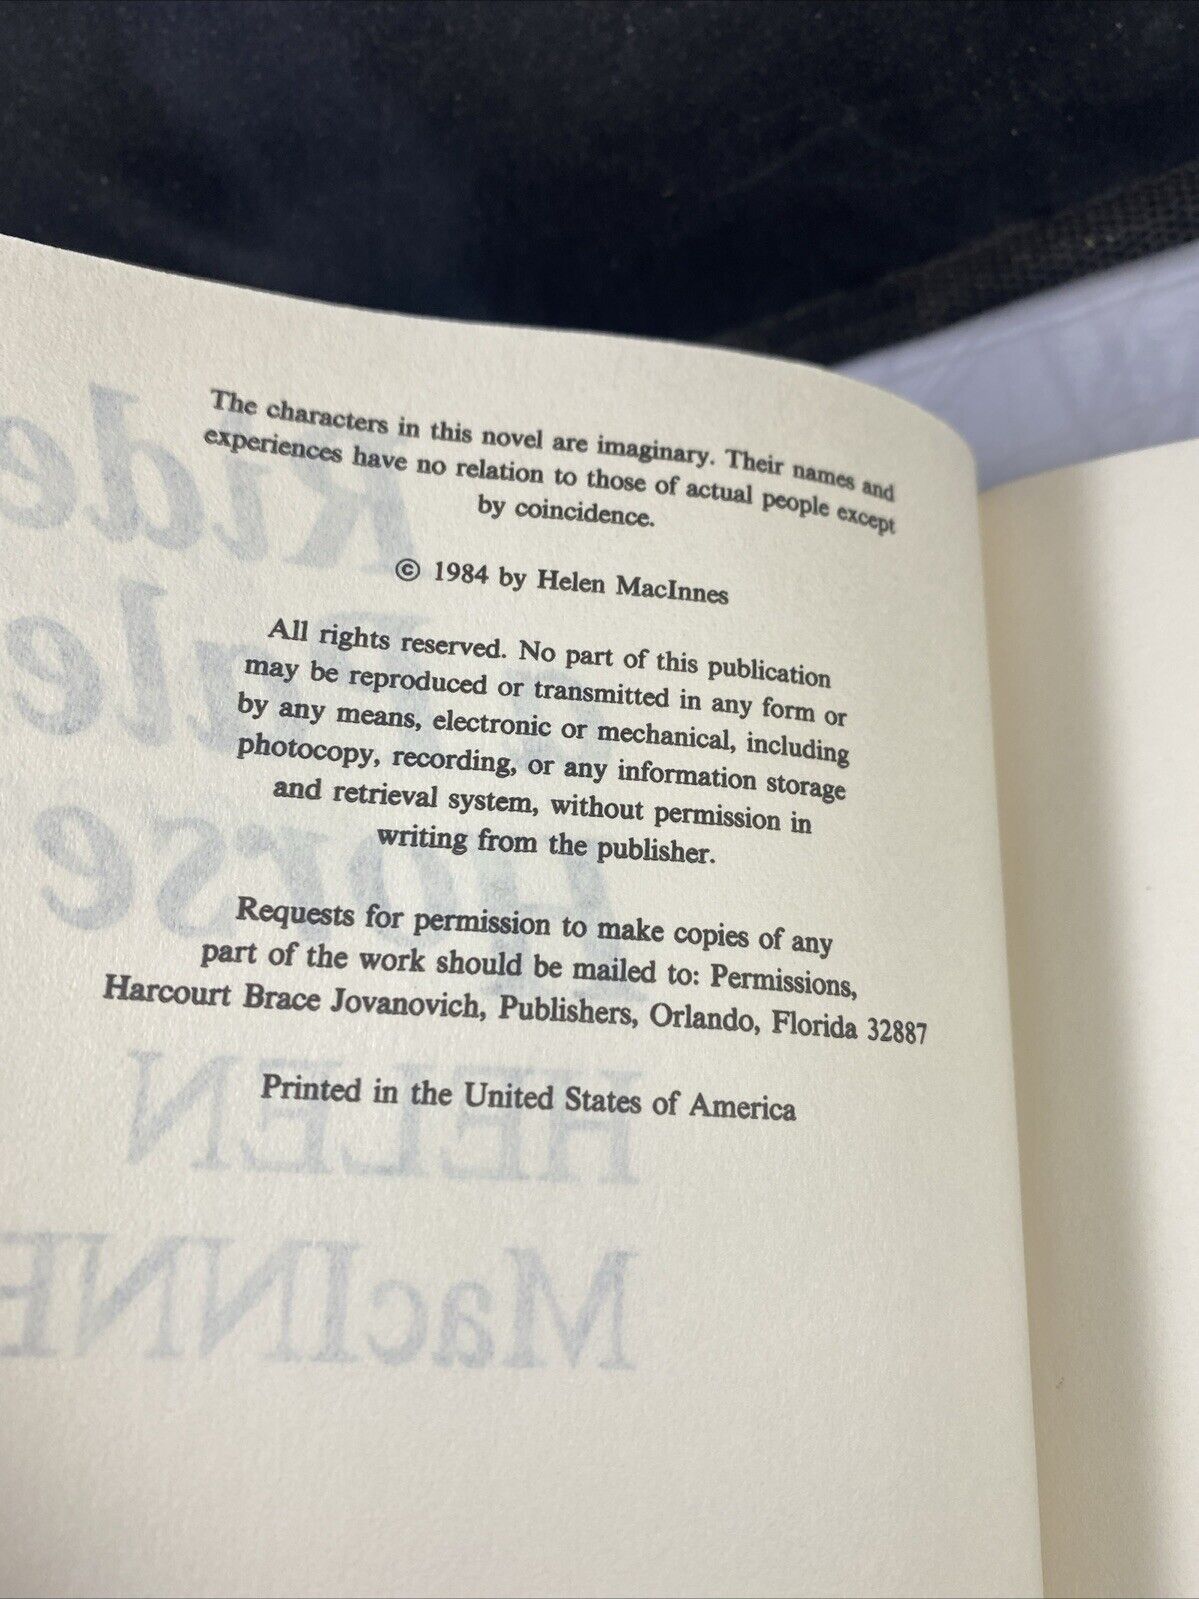 The characters in this novel are imaginary. Their names and
experiences have no relation to those of actual people except
by coincidence.
© 1984 by Helen MacInnes
All rights reserved. No part of this publication
may be reproduced or transmitted in any form or
by any means, electronic or mechanical, including
photocopy, recording, or any information storage
and retrieval system, without permission in
writing from the publisher.
Requests for permission to make copies of any
part of the work should be mailed to: Permissions,
Harcourt Brace Jovanovich, Publishers, Orlando, Florida 32887
Printed in the United States of America
Ride
Pale
Horse
HELEN
MacINNE